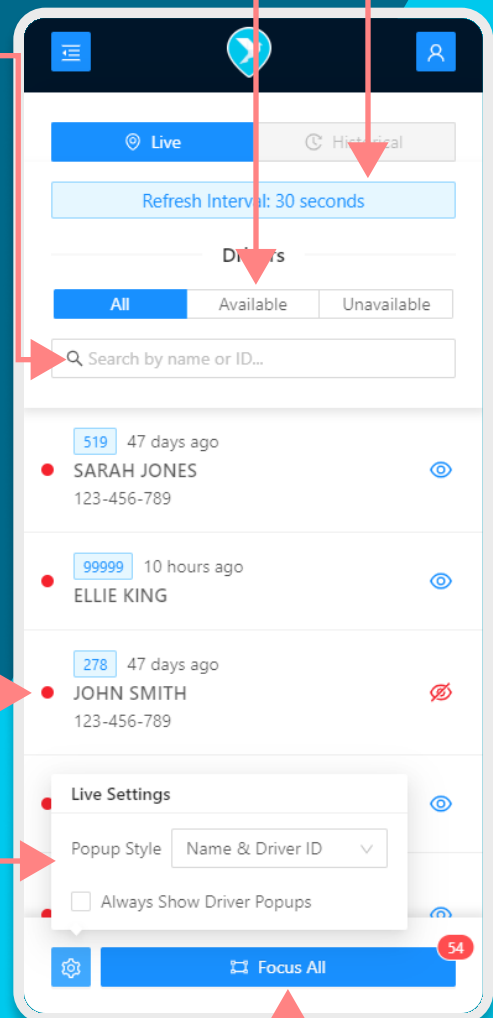 Live
Historical
Refresh Interval: 30 seconds
Drivers
All Available Unavailable
Search by name or ID...
519 47 days ago
SARAH JONES
123-456-789
99999 10 hours ago
ELLIE KING
278 47 days ago
JOHN SMITH
123-456-789
Live Settings
Popup Style Name & Driver ID
Always Show Driver Popups
54
Focus All